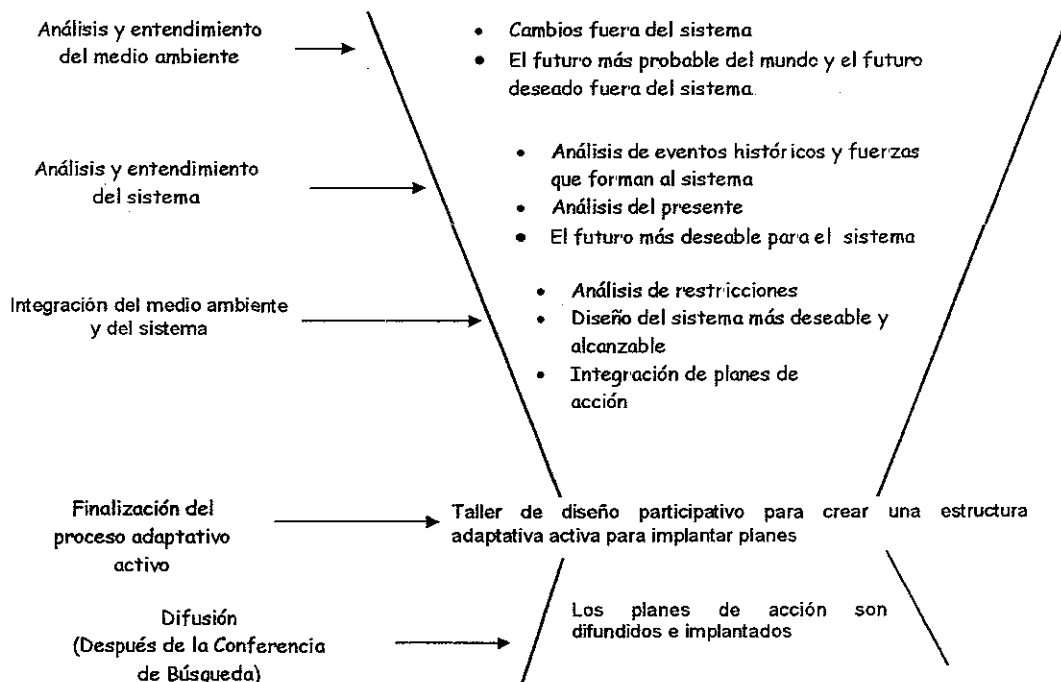 Análisis y entendimiento
del medio ambiente
• Cambios fuera del sistema
• El futuro más probable del mundo y el futuro
deseado fuera del sistema
Análisis y entendimiento
del sistema
• Análisis de eventos históricos y fuerzas
que forman al sistema
• Análisis del presente
• El futuro más deseable para el sistema
Integración del medio ambiente
y del sistema
• Análisis de restricciones
• Diseño del sistema más deseable y
alcanzable
• Integración de planes de
acción
Finalización del
proceso adaptativo
activo
Taller de diseño participativo para crear una estructura
adaptativa activa para implantar planes
Difusión
(Después de la Conferencia
de Búsqueda)
Los planes de acción son
difundidos e implantados